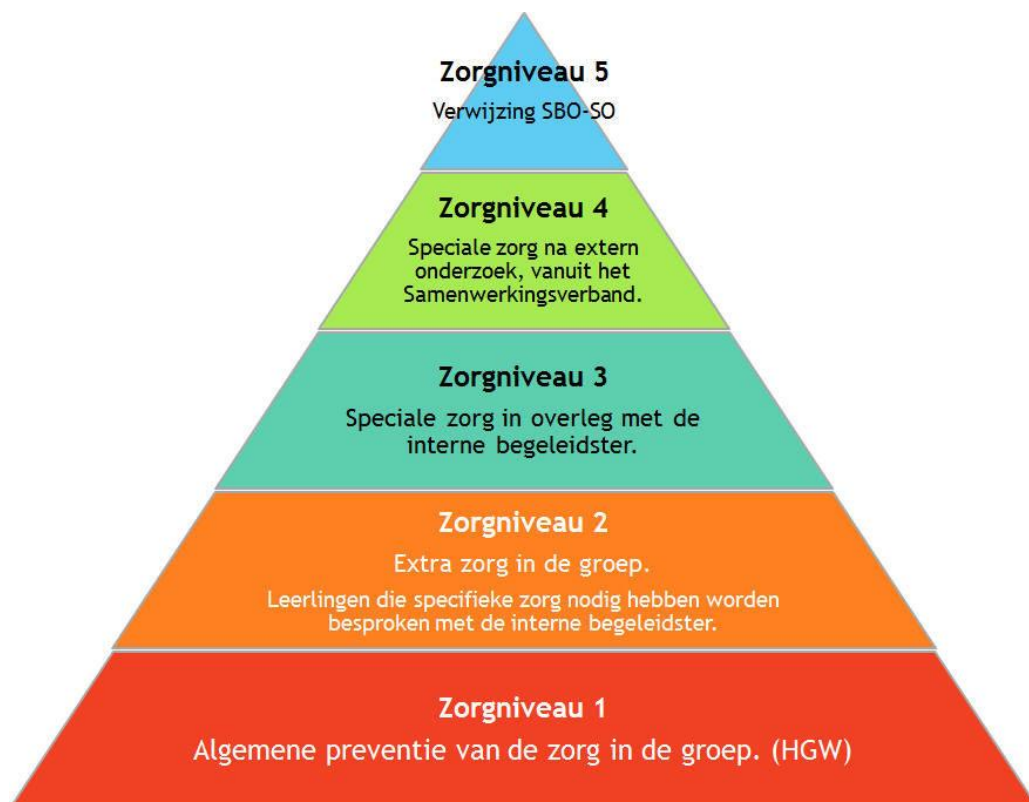 Zorgniveau 5
Verwijzing SBO-SO
Zorgniveau 4
Speciale zorg na extern
onderzoek, vanuit het
Samenwerkingsverband.
Zorgniveau 3
Speciale zorg in overleg met de
interne begeleidster.
Zorgniveau 2
Extra zorg in de groep.
Leerlingen die specifieke zorg nodig hebben worden
besproken met de interne begeleidster.
Zorgniveau 1
Algemene preventie van de zorg in de groep. (HGW)